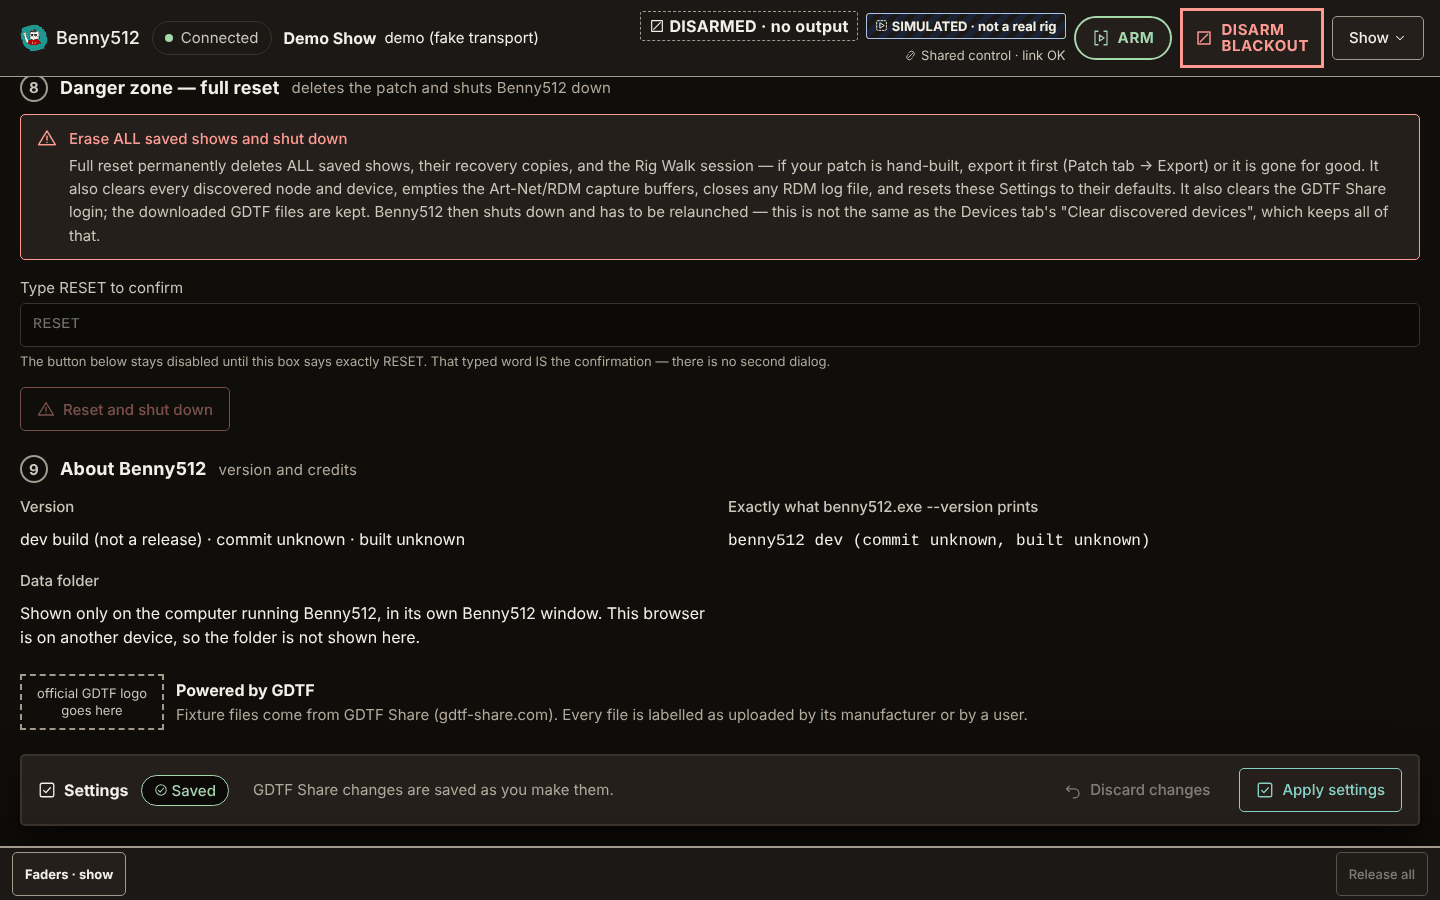 Benny512
Connected
Demo Show demo (fake transport)
DISARMED · no output
SIMULATED · not a real rig
Shared control · link OK
ARM
DISARM
BLACKOUT
Show
8 Danger zone — full reset deletes the patch and shuts Benny512 down
Erase ALL saved shows and shut down
Full reset permanently deletes ALL saved shows, their recovery copies, and the Rig Walk session — if your patch is hand-built, export it first (Patch tab → Export) or it is gone for good. It
also clears every discovered node and device, empties the Art-Net/RDM capture buffers, closes any RDM log file, and resets these Settings to their defaults. It also clears the GDTF Share
login; the downloaded GDTF files are kept. Benny512 then shuts down and has to be relaunched — this is not the same as the Devices tab's "Clear discovered devices", which keeps all of
that.
Type RESET to confirm
RESET
The button below stays disabled until this box says exactly RESET. That typed word IS the confirmation — there is no second dialog.
Reset and shut down
9 About Benny512 version and credits
Version
dev build (not a release) · commit unknown · built unknown
Exactly what benny512.exe --version prints
benny512 dev (commit unknown, built unknown)
Data folder
Shown only on the computer running Benny512, in its own Benny512 window. This browser
is on another device, so the folder is not shown here.
official GDTF logo
goes here
Powered by GDTF
Fixture files come from GDTF Share (gdtf-share.com). Every file is labelled as uploaded by its manufacturer or by a user.
Settings
Saved
GDTF Share changes are saved as you make them.
Discard changes
Apply settings
Faders · show
Release all